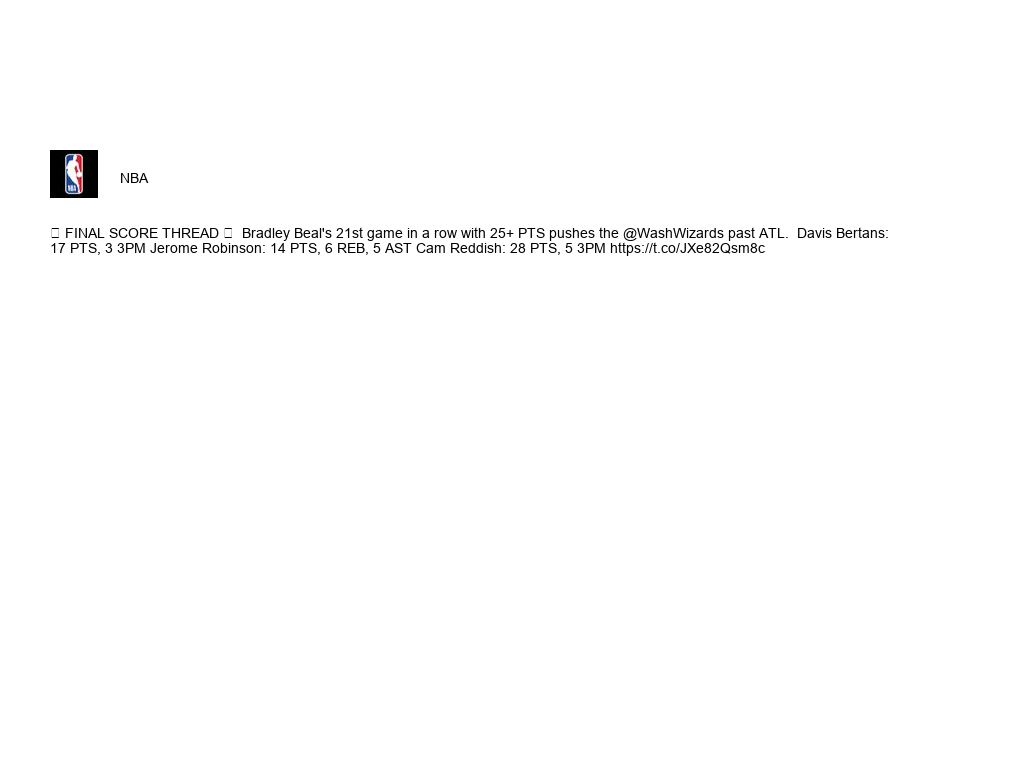 NBA
□ FINAL SCORE THREAD □  Bradley Beal's 21st game in a row with 25+ PTS pushes the @WashWizards past ATL.  Davis Bertans:
17 PTS, 3 3PM Jerome Robinson: 14 PTS, 6 REB, 5 AST Cam Reddish: 28 PTS, 5 3PM https://t.co/JXe82Qsm8c